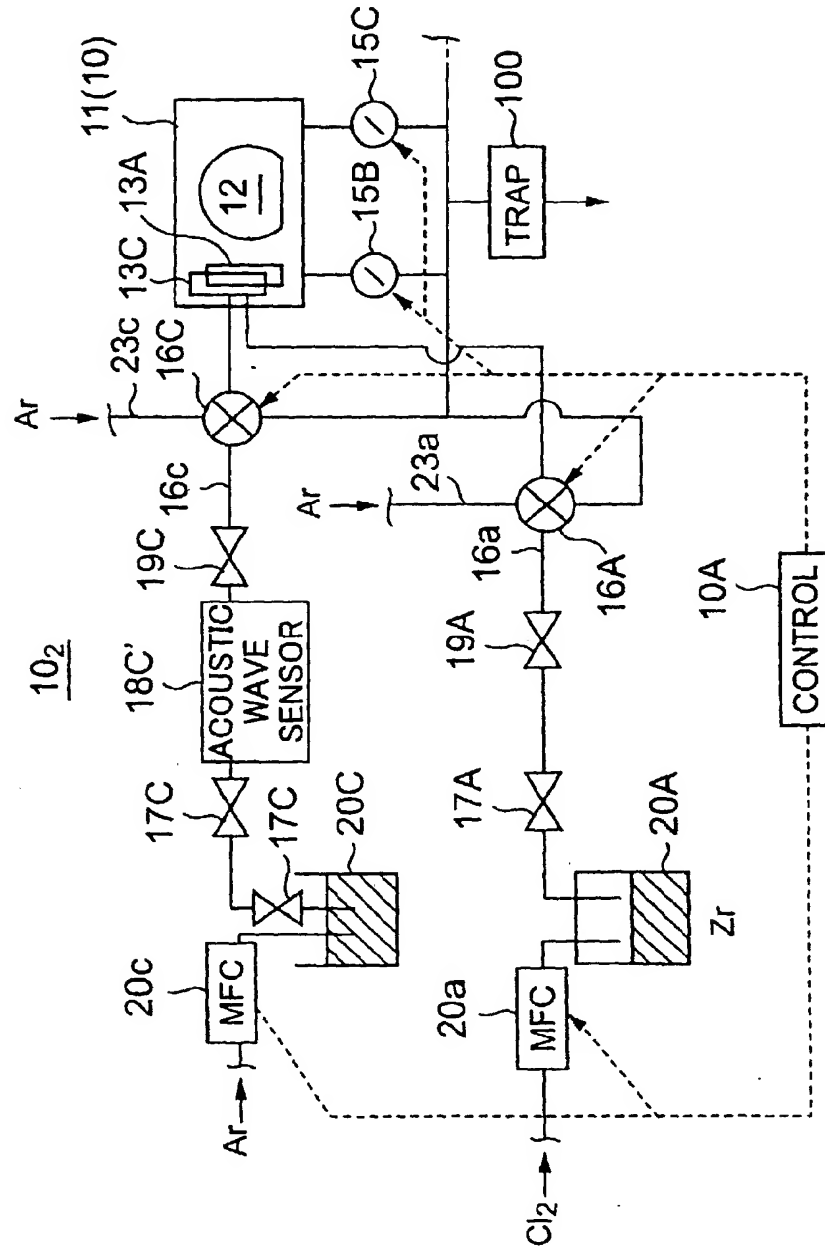 10₂
11(10)
13C
13A
12
15C
15B
100
TRAP
Ar
23c
16C
16c
19C
18C'
ACOUSTIC
WAVE
SENSOR
17C
17C
20C
20c
MFC
Ar
Ar
23a
16a
16A
19A
17A
20A
Zr
20a
MFC
Cl₂
10A
CONTROL